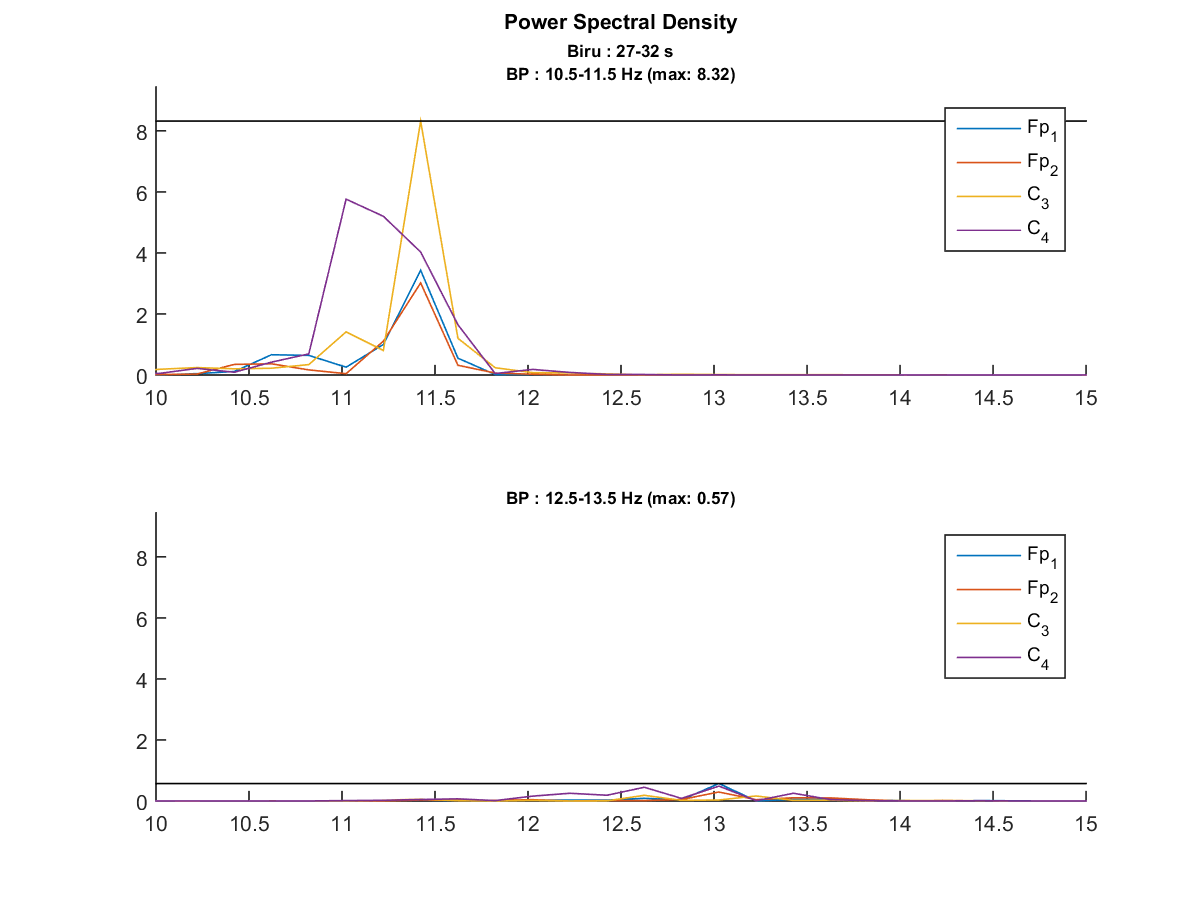 Power Spectral Density
Biru : 27-32 s
BP : 10.5-11.5 Hz (max: 8.32)
8
6
4
2
0
10 10.5 11 11.5 12 12.5 13 13.5 14 14.5 15
Fp1
Fp2
C3
C4
BP : 12.5-13.5 Hz (max: 0.57)
8
6
4
2
0
10 10.5 11 11.5 12 12.5 13 13.5 14 14.5 15
Fp1
Fp2
C3
C4